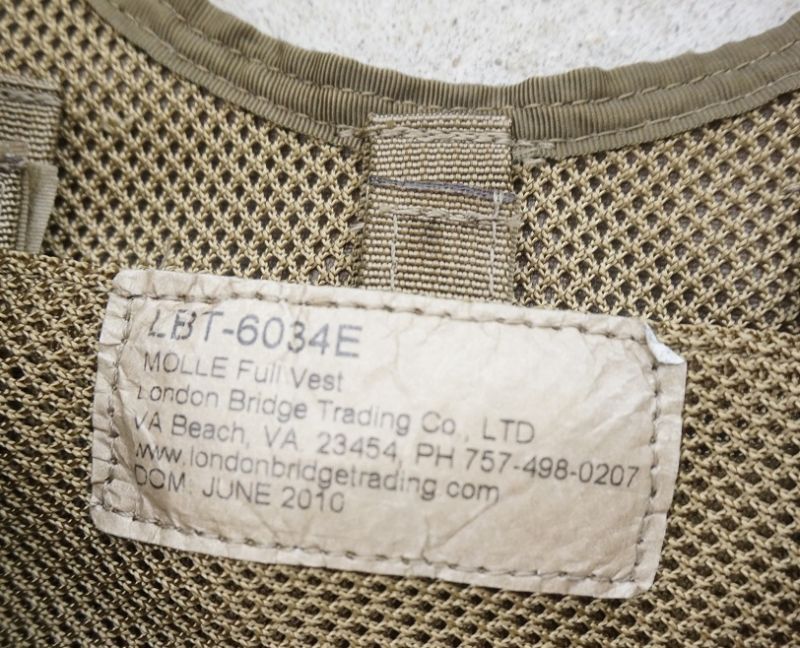 LBT-6034E
MOLLE Full Vest
London Bridge Trading Co., LTD
VA Beach, VA 23454, PH 757-498-0207
www.londonbridgetrading.com
DOM: JUNE 2010